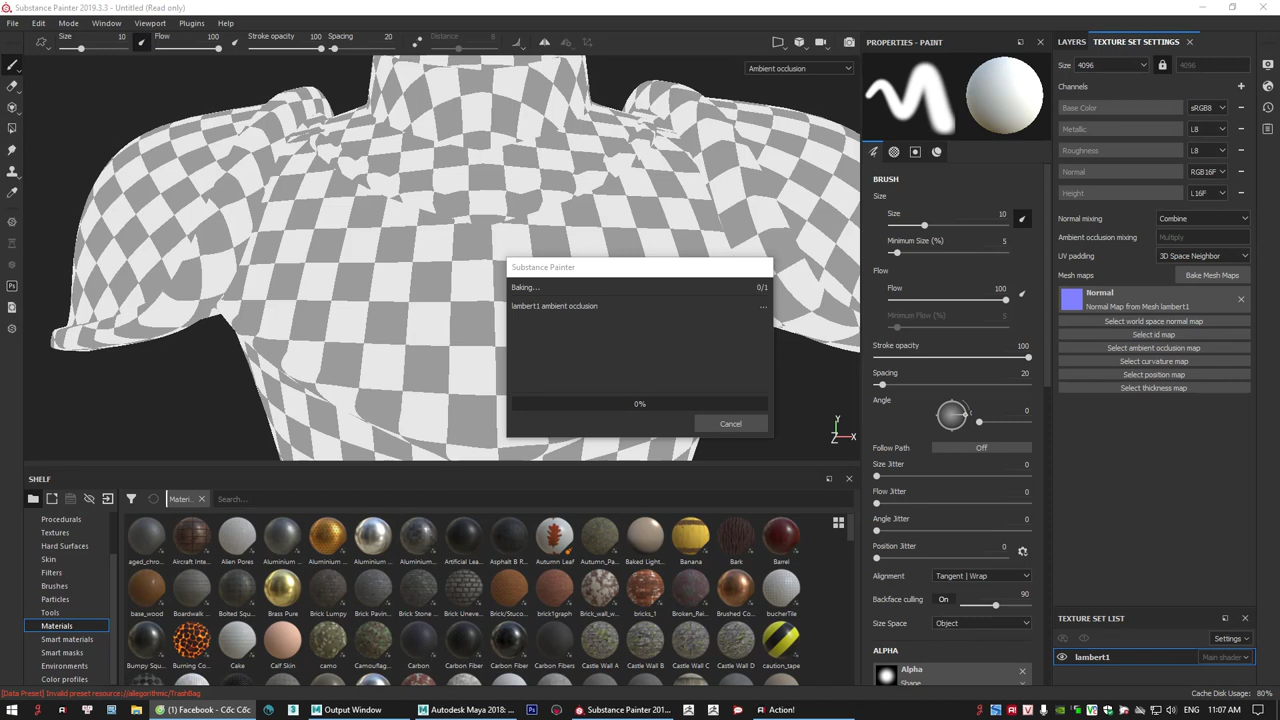 Substance Painter 2019.3.3 - Untitled (Read only)
File Edit Mode Window Viewport Plugins Help
Size 10 Flow 100 Stroke opacity 100 Spacing 20 Distance 8
Ambient occlusion
Substance Painter
Baking... 0/1
lambert1 ambient occlusion ...
0%
Cancel
Y
X
Z
PROPERTIES - PAINT
BRUSH
Size
Size 10
Minimum Size (%) 5
Flow
Flow 100
Minimum Flow (%) 5
Stroke opacity 100
Spacing 20
Angle 0
Follow Path Off
Size Jitter 0
Flow Jitter 0
Angle Jitter 0
Position Jitter 0
Alignment Tangent | Wrap
Backface culling On 90
Size Space Object
ALPHA
Alpha
Shape
LAYERS TEXTURE SET SETTINGS
Size 4096 4096
Channels
Base Color sRGB8
Metallic L8
Roughness L8
Normal RGB16F
Height L16F
Normal mixing Combine
Ambient occlusion mixing Multiply
UV padding 3D Space Neighbor
Mesh maps Bake Mesh Maps
Normal
Normal Map from Mesh lambert1
Select world space normal map
Select id map
Select ambient occlusion map
Select curvature map
Select position map
Select thickness map
TEXTURE SET LIST
Settings
lambert1 Main shader
SHELF
Materi... Search...
Procedurals
Textures
Hard Surfaces
Skin
Filters
Brushes
Particles
Tools
Materials
Smart materials
Smart masks
Environments
Color profiles
aged_chro... Aircraft Inte... Alien Pores Aluminium ... Aluminium ... Aluminium ... Aluminium ... Artificial Lea... Asphalt B R... Autumn Leaf Autumn_Pa... Baked Light... Banana Bark Barrel
base_wood Boardwalk ... Bolted Squ... Brass Pure Brick Lumpy Brick Pavin... Brick Stone ... Brick Uneve... Brick/Stuco... brick1graph Brick_wall_w... bricks_1 Broken_Rel... Brushed Co... bucherTile
Bumpy Squ... Burning Co... Cake Calf Skin camo Camouflag... Carbon Carbon Fiber Carbon Fiber Carbon Fibers Castle Wall A Castle Wall B Castle Wall C Castle Wall D caution_tape
[Data Preset] Invalid preset resource://allegorithmic/TrashBag
Cache Disk Usage: 80%
(1) Facebook - Cốc Cốc
Output Window
Autodesk Maya 2018: ...
Substance Painter 201...
Action!
11:07 AM